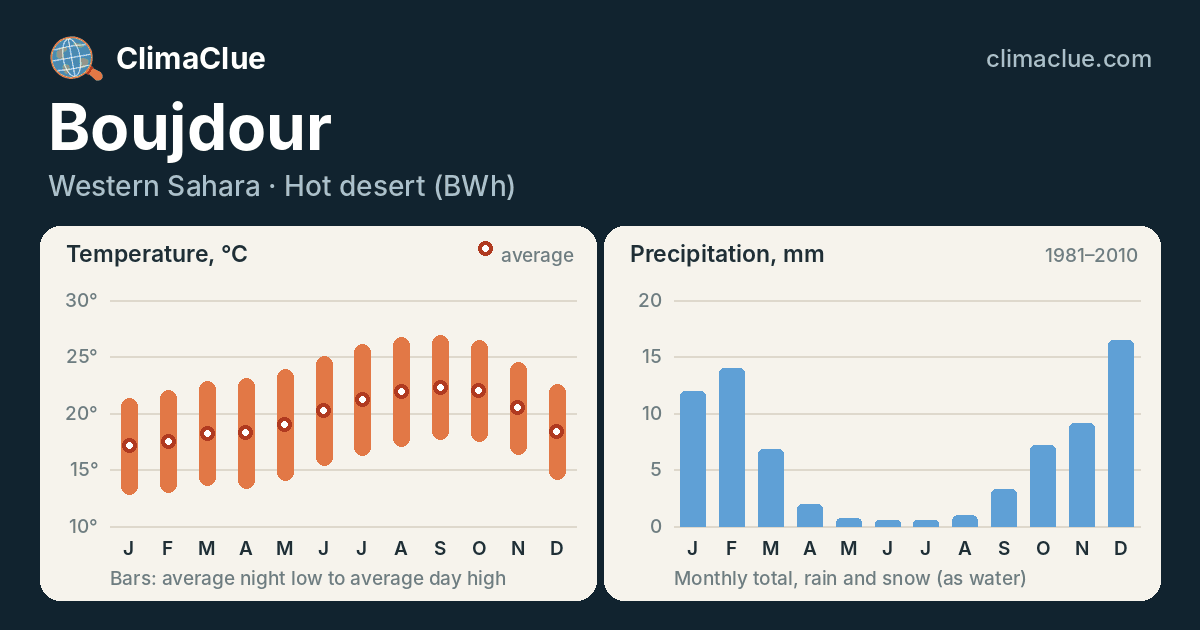 ClimaClue
climaclue.com
Boujdour
Western Sahara · Hot desert (BWh)
Temperature, °C
average
30°
25°
20°
15°
10°
J F M A M J J A S O N D
Bars: average night low to average day high
Precipitation, mm
1981–2010
20
15
10
5
0
J F M A M J J A S O N D
Monthly total, rain and snow (as water)